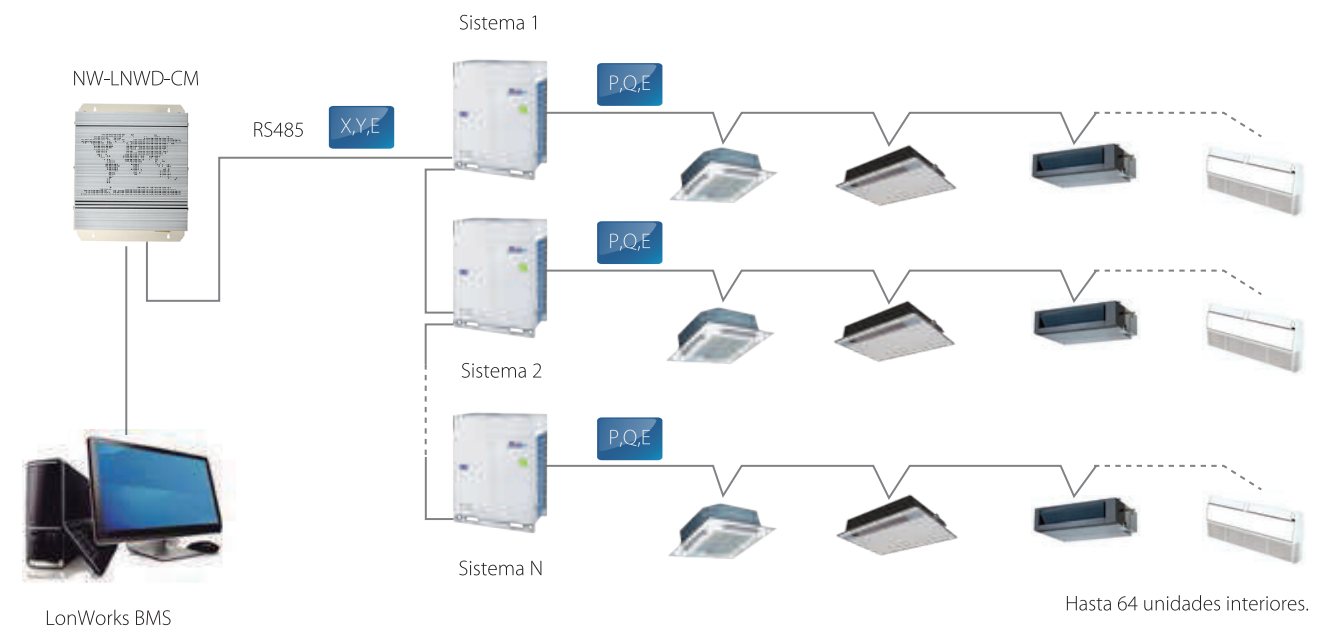 Sistema 1
NW-LNWD-CM
P,Q,E
RS485
X,Y,E
P,Q,E
Sistema 2
P,Q,E
Sistema N
Hasta 64 unidades interiores.
LonWorks BMS